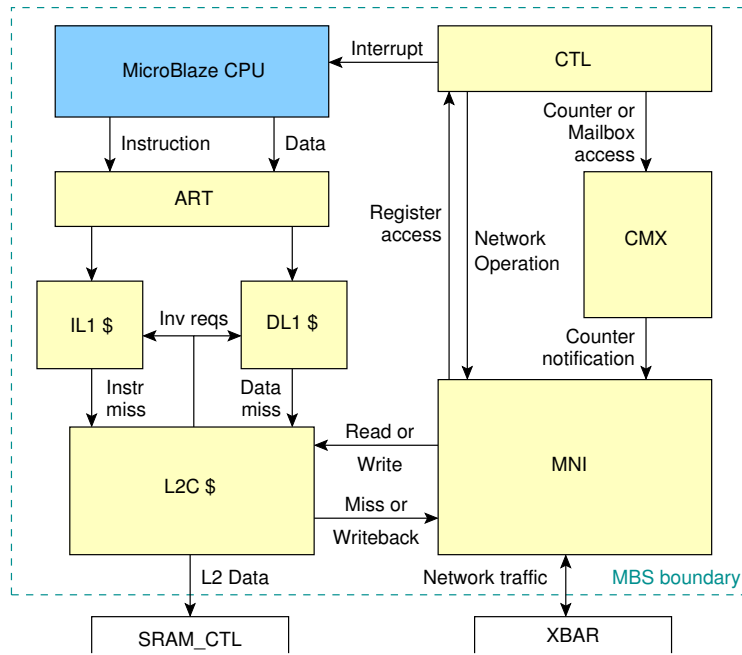 MicroBlaze CPU
Interrupt
CTL
Instruction
Data
Counter or
Mailbox
access
ART
Register
access
Network
Operation
CMX
IL1 $
Inv reqs
DL1 $
Counter
notification
Instr
miss
Data
miss
L2C $
Read or
Write
Miss or
Writeback
MNI
L2 Data
Network traffic
MBS boundary
SRAM_CTL
XBAR